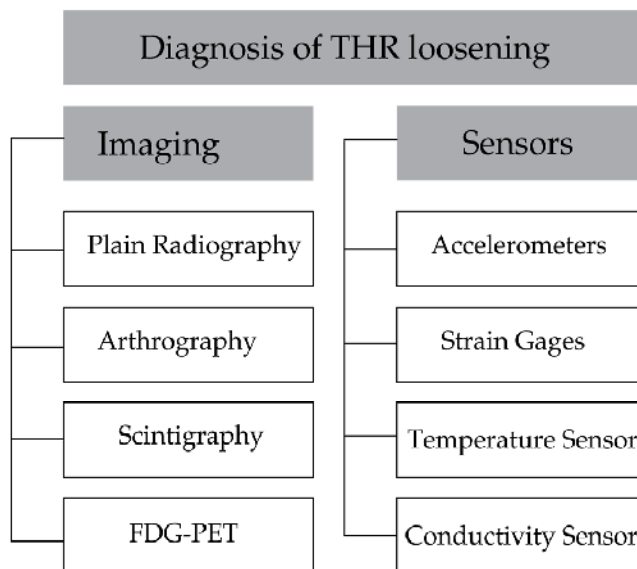 Diagnosis of THR loosening
Imaging
Plain Radiography
Arthrography
Scintigraphy
FDG-PET
Sensors
Accelerometers
Strain Gages
Temperature Sensor
Conductivity Sensor